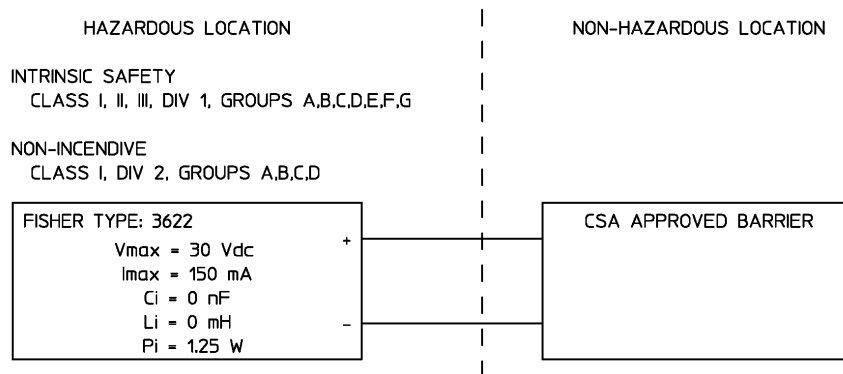 HAZARDOUS LOCATION
NON-HAZARDOUS LOCATION
INTRINSIC SAFETY
CLASS I, II, III, DIV 1, GROUPS A,B,C,D,E,F,G
NON-INCENDIVE
CLASS I, DIV 2, GROUPS A,B,C,D
FISHER TYPE: 3622
Vmax = 30 Vdc
Imax = 150 mA
Ci = 0 nF
Li = 0 mH
Pi = 1.25 W
+
-
CSA APPROVED BARRIER